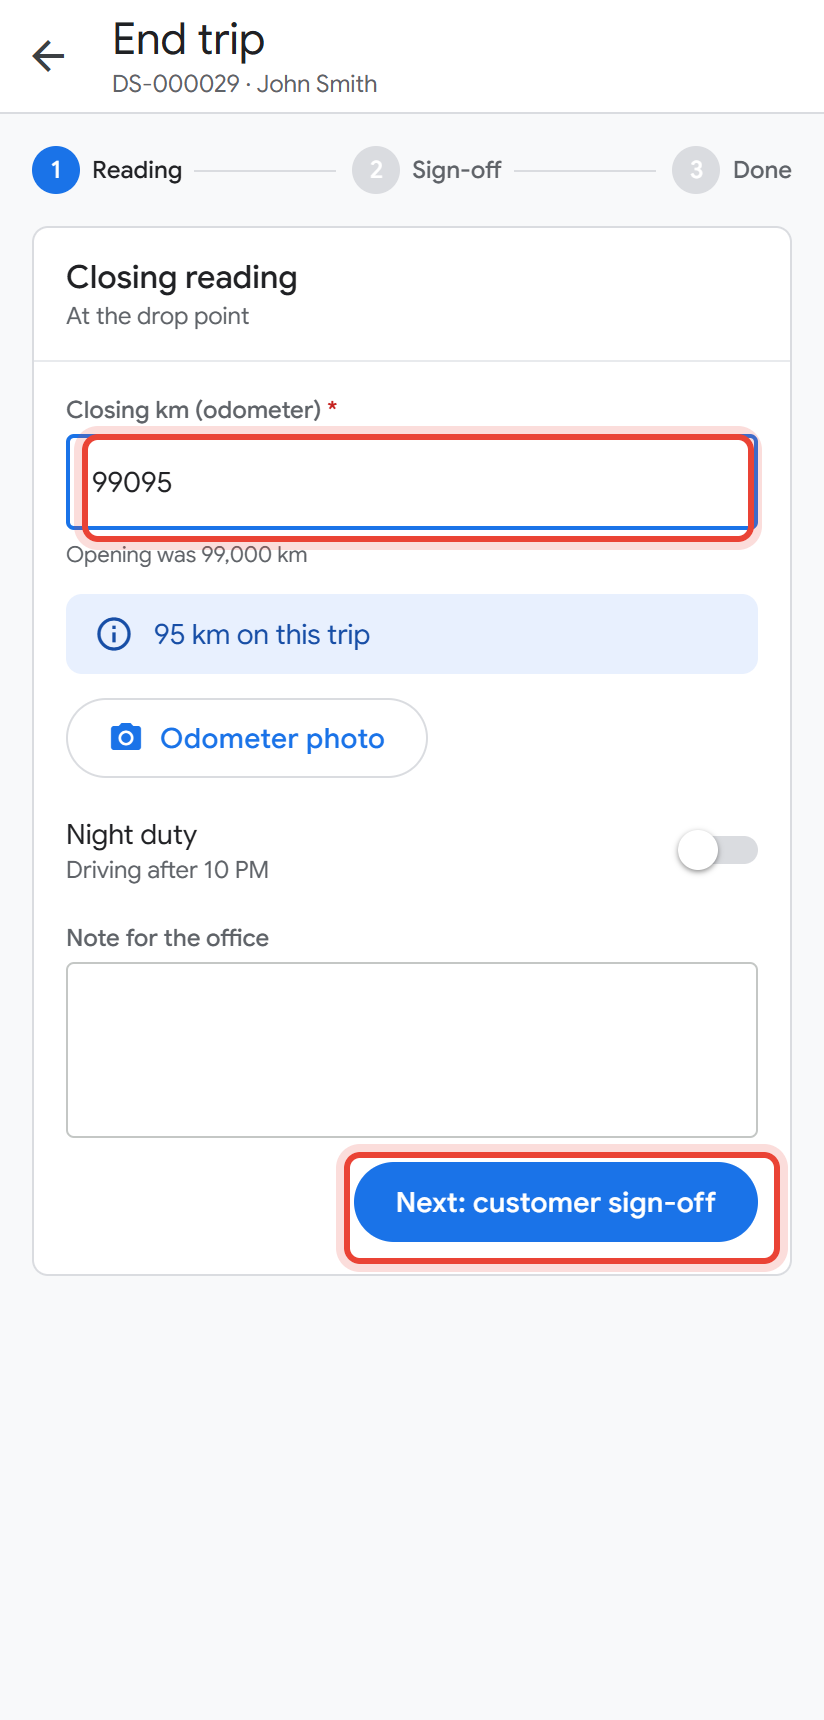 End trip
DS-000029 · John Smith
1 Reading 2 Sign-off 3 Done
Closing reading
At the drop point
Closing km (odometer) *
99095
Opening was 99,000 km
95 km on this trip
Odometer photo
Night duty
Driving after 10 PM
Note for the office
Next: customer sign-off